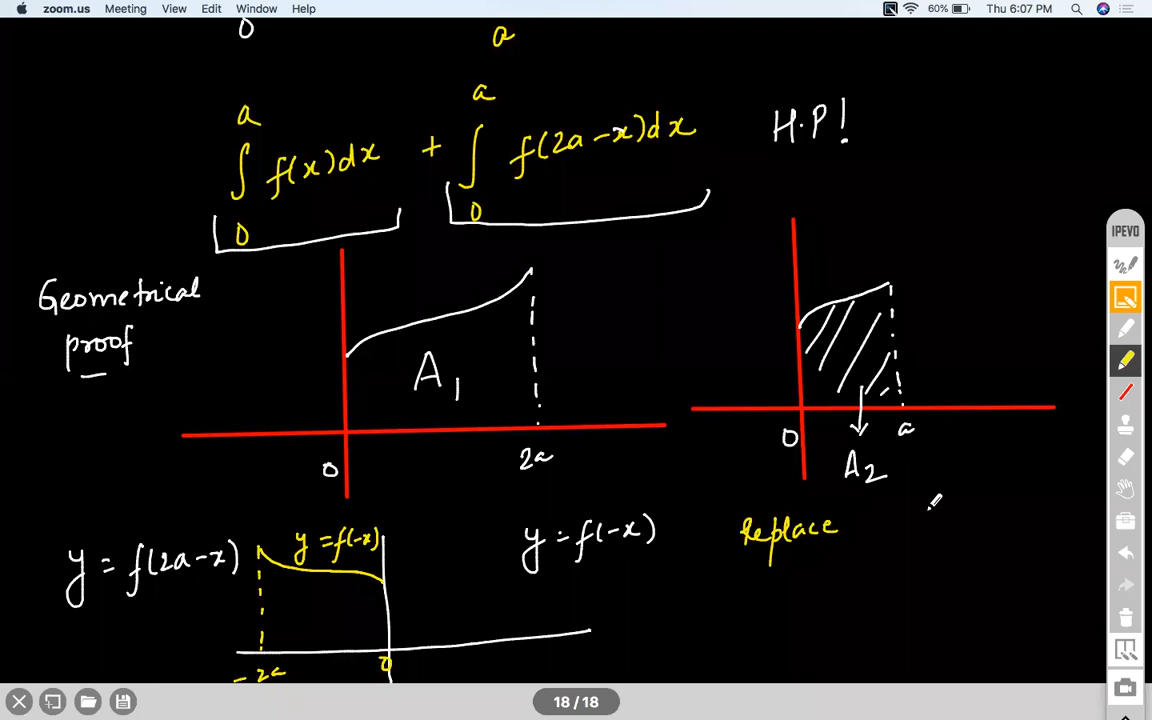 zoom.us Meeting View Window Help 60% Thu 6:07 PM
0 a
a a
∫ f(x)dx + ∫ f(2a-x)dx H.P!
0 0
IPEVO
Geometrical
proof
A1
0 2a
0 a
A2
y = f(2a-x) y = f(-x) y = f(-x) Replace
-2a 0
18 / 18